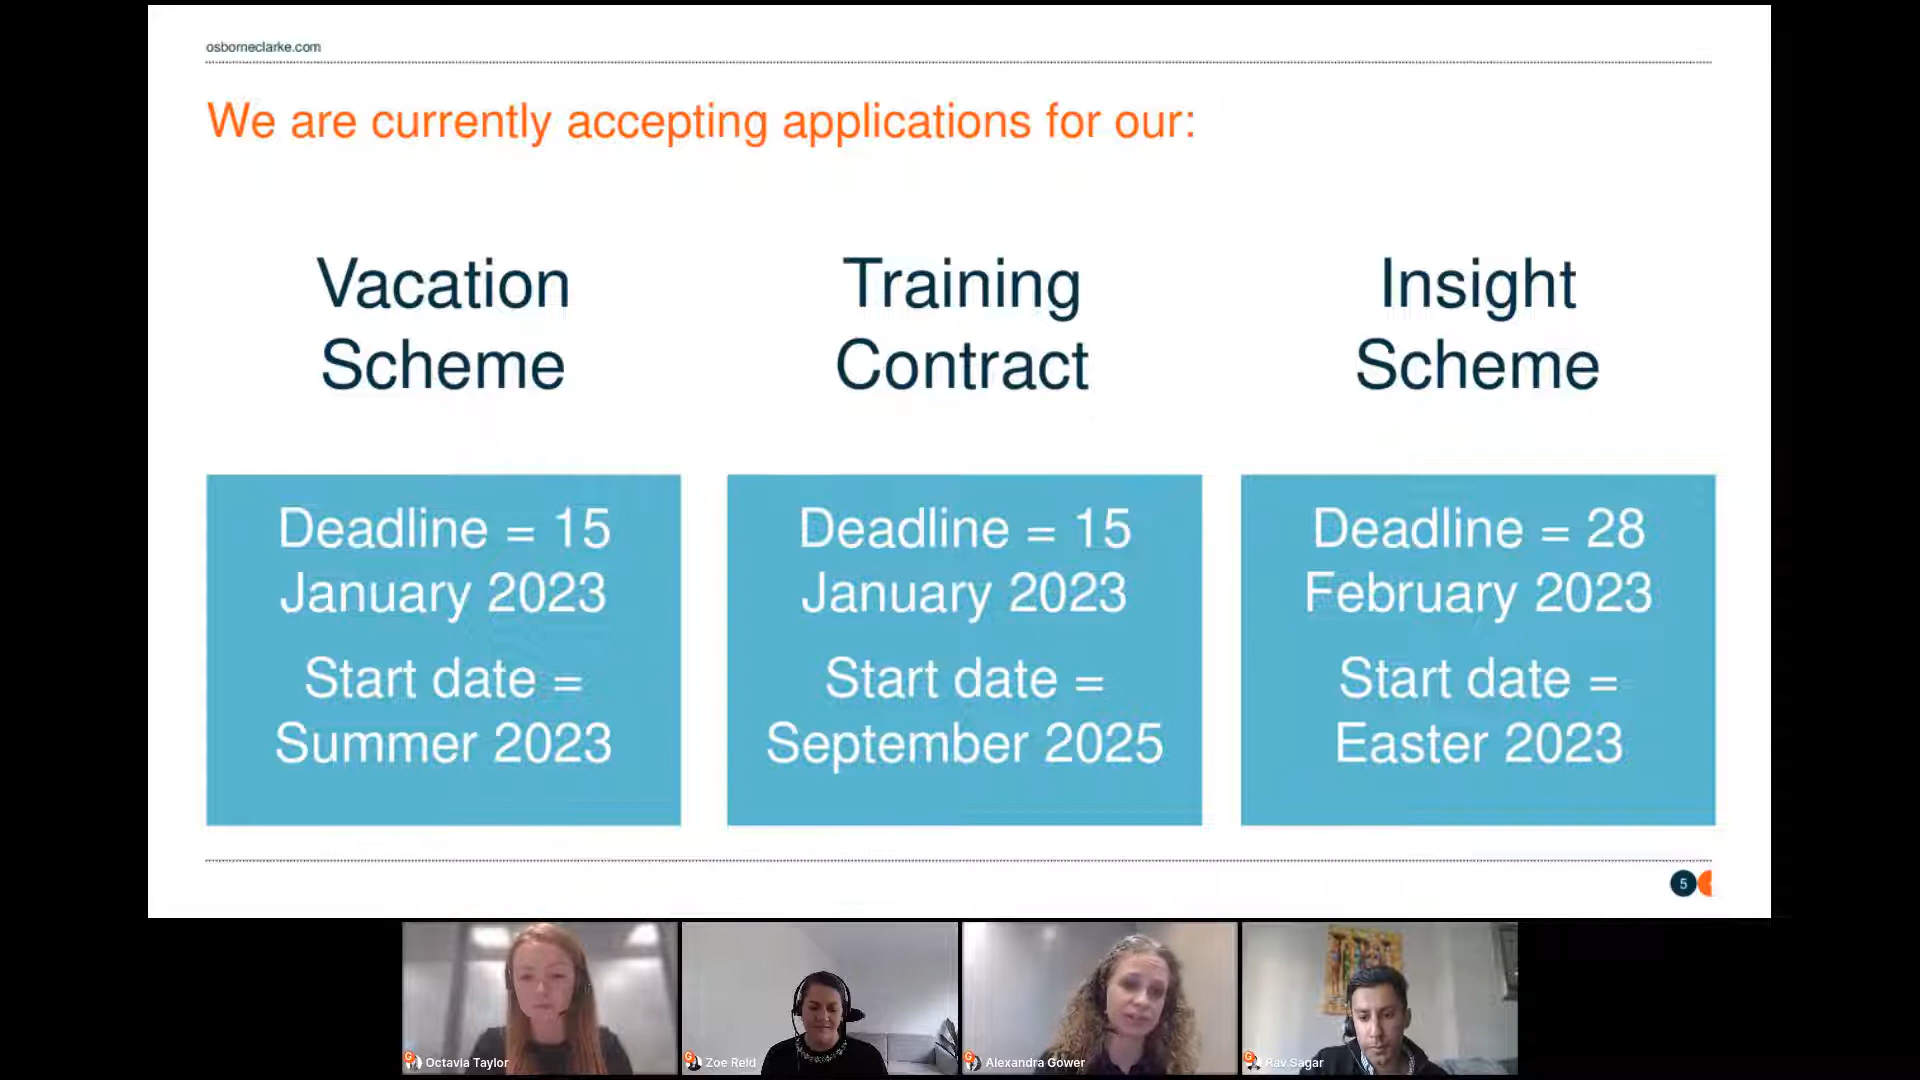 osborneclarke.com
We are currently accepting applications for our:
Vacation
Scheme
Training
Contract
Insight
Scheme
Deadline = 15
January 2023
Start date =
Summer 2023
Deadline = 15
January 2023
Start date =
September 2025
Deadline = 28
February 2023
Start date =
Easter 2023
5
Octavia Taylor
Zoe Reid
Alexandra Gower
Rav Sagar